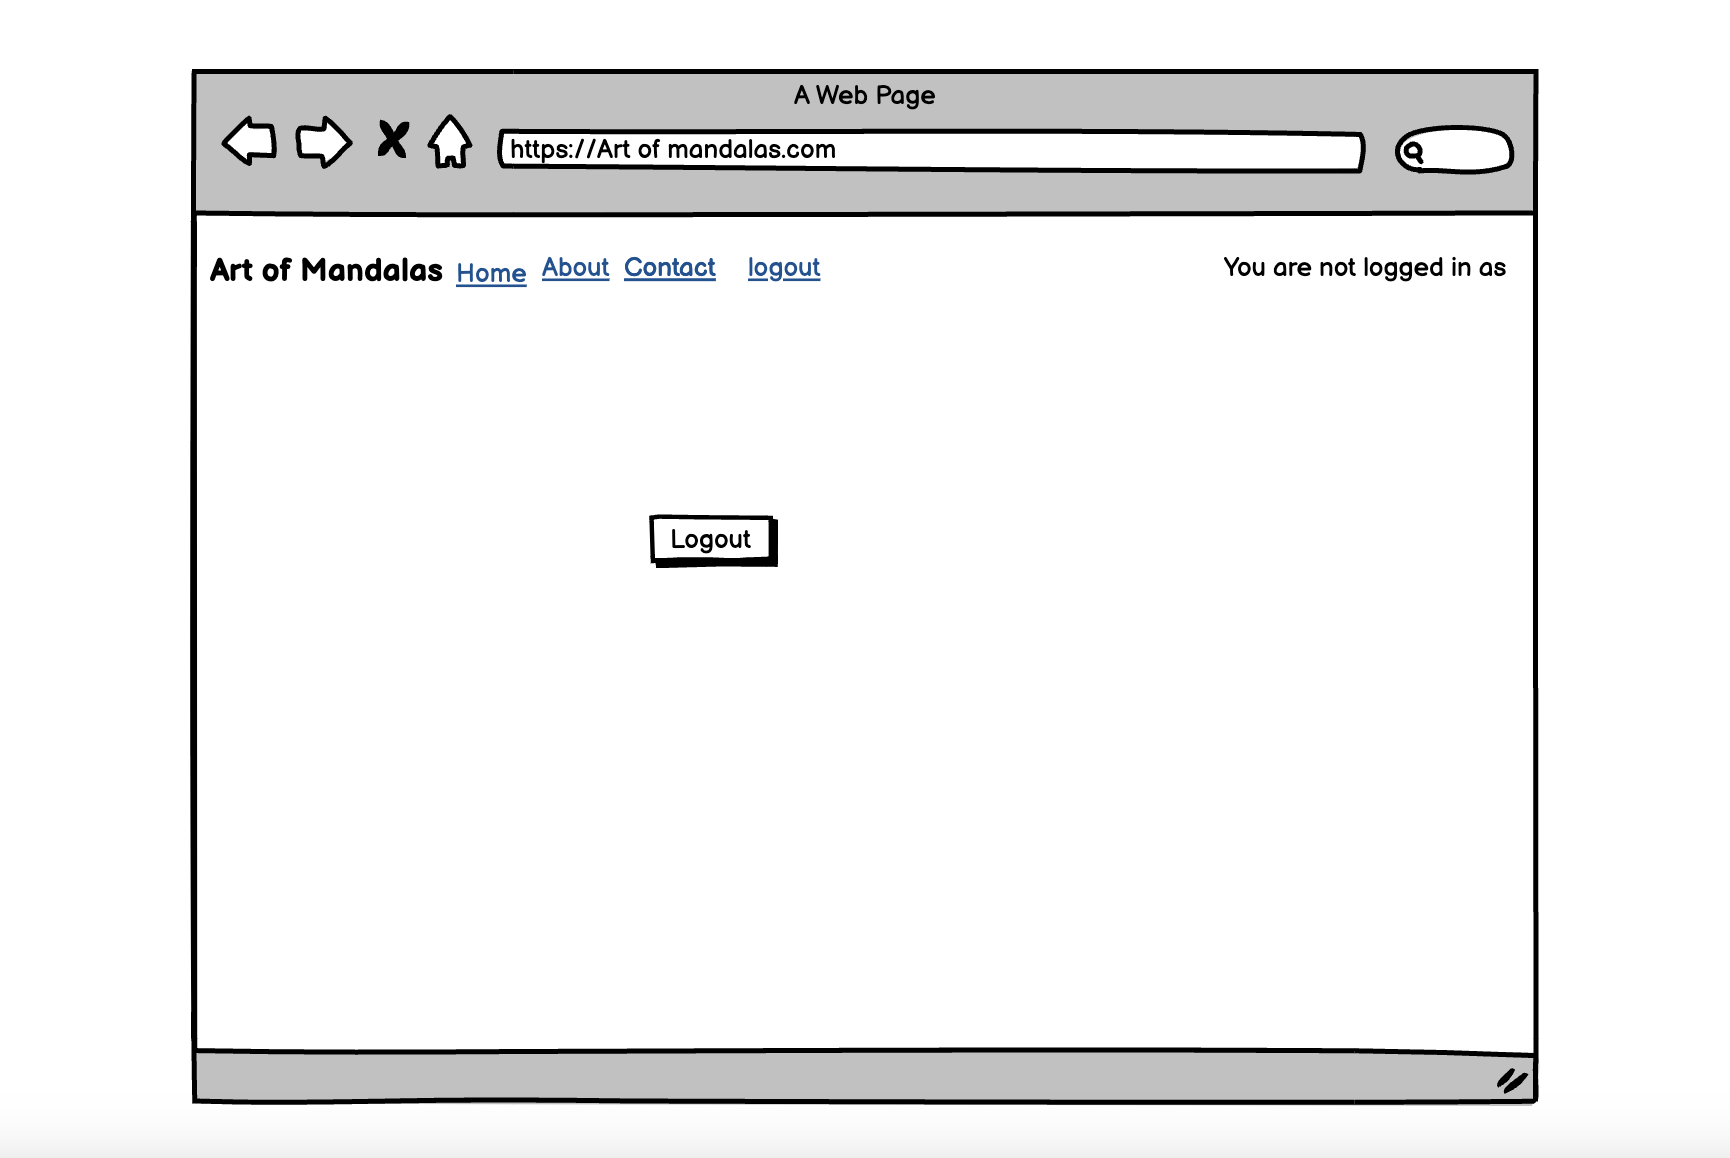 A Web Page
https://Art of mandalas.com
Art of Mandalas Home About Contact logout You are not logged in as
Logout